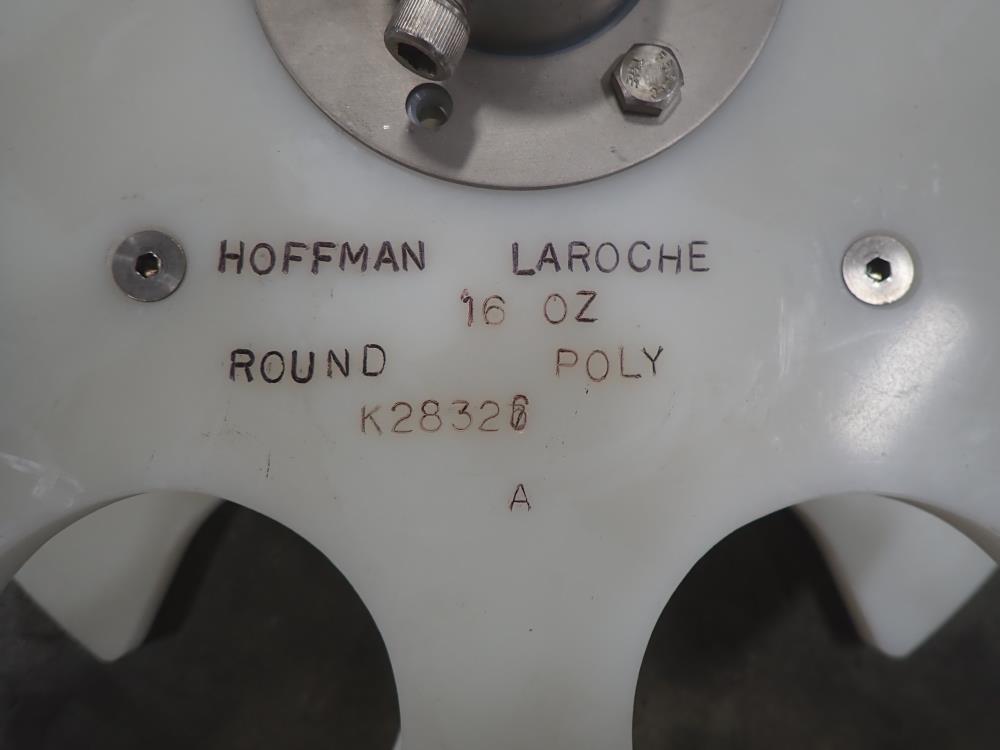 HOFFMAN LAROCHE
16 OZ
ROUND POLY
A